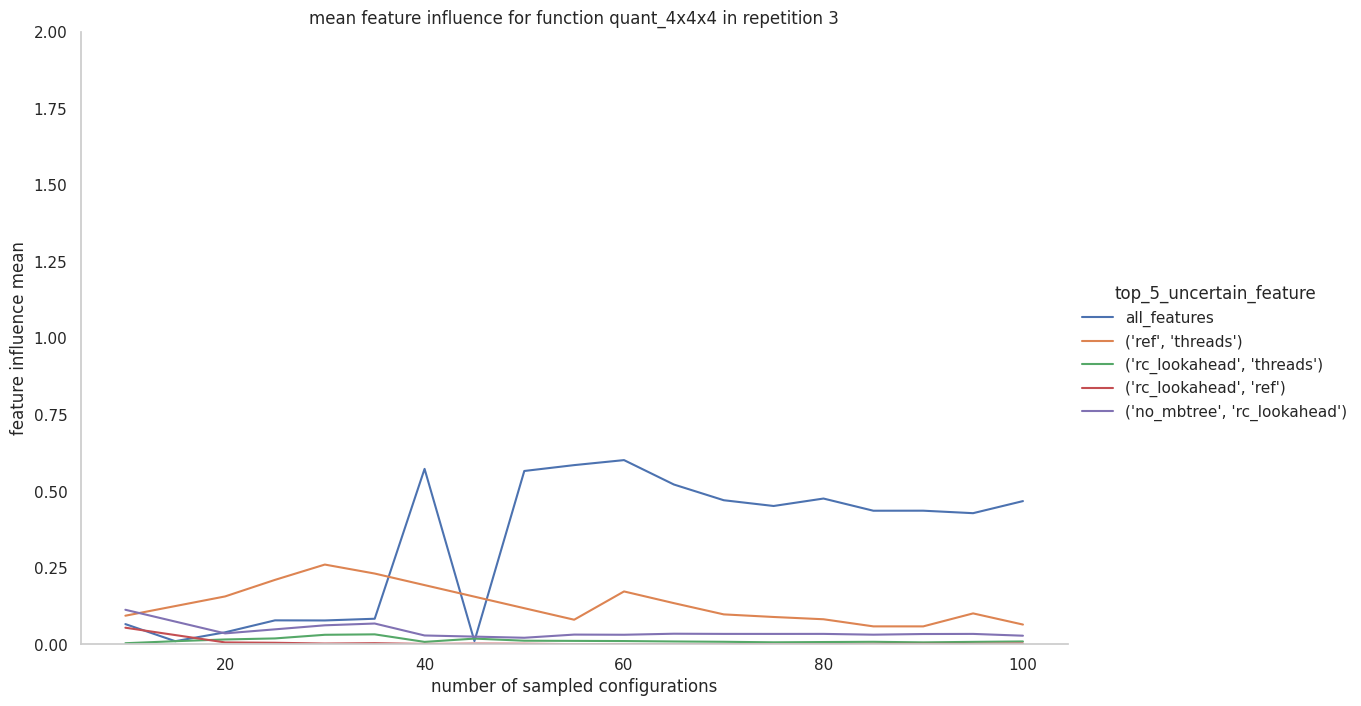 mean feature influence for function quant_4x4x4 in repetition 3
2.00
1.75
1.50
1.25
1.00
0.75
0.50
0.25
0.00
feature influence mean
20
40
60
80
100
number of sampled configurations
top_5_uncertain_feature
all_features
('ref', 'threads')
('rc_lookahead', 'threads')
('rc_lookahead', 'ref')
('no_mbtree', 'rc_lookahead')